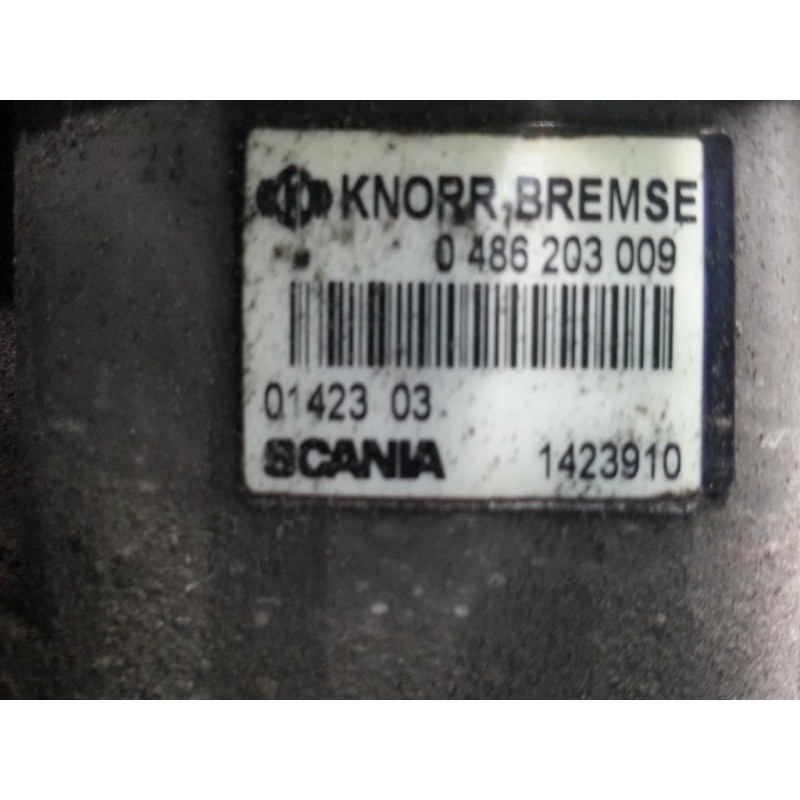 KNORR-BREMSE
0 486 203 009
01423 03
SCANIA 1423910